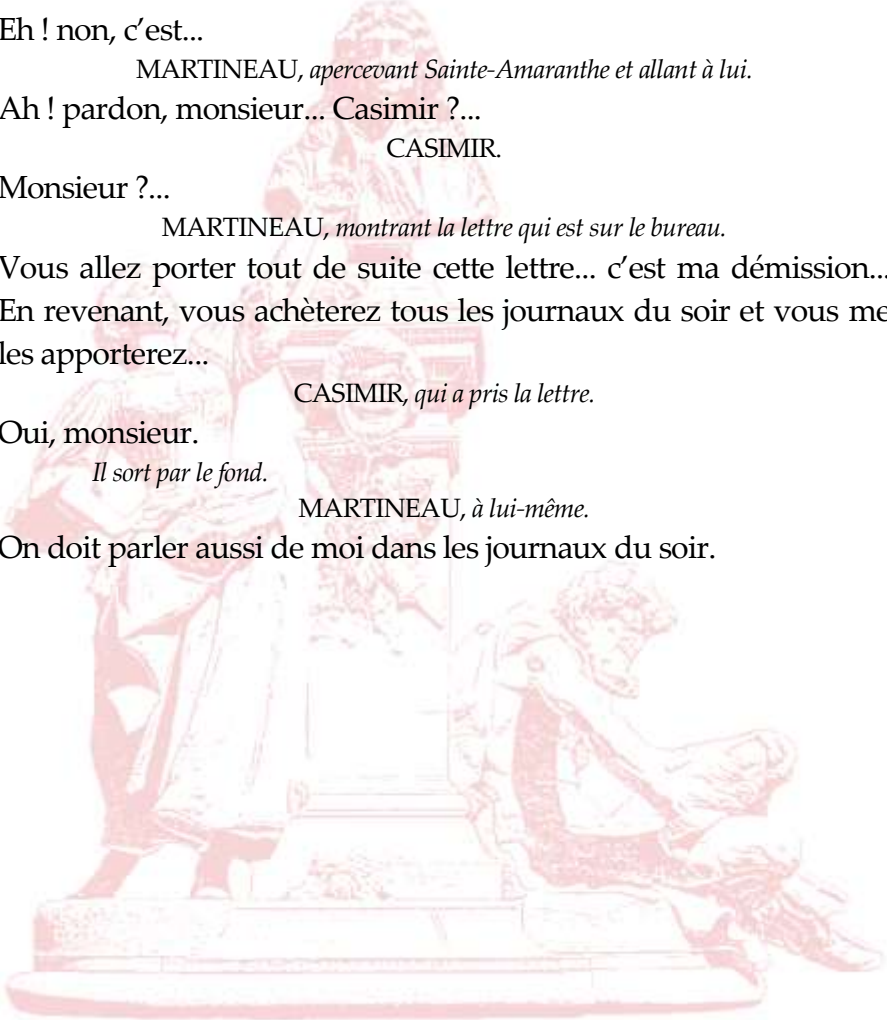 Eh ! non, c’est...
MARTINEAU, apercevant Sainte-Amaranthe et allant à lui.
Ah ! pardon, monsieur... Casimir ?...
CASIMIR.
Monsieur ?...
MARTINEAU, montrant la lettre qui est sur le bureau.
Vous allez porter tout de suite cette lettre... c’est ma démission...
En revenant, vous achèterez tous les journaux du soir et vous me
les apporterez...
CASIMIR, qui a pris la lettre.
Oui, monsieur.
Il sort par le fond.
MARTINEAU, à lui-même.
On doit parler aussi de moi dans les journaux du soir.